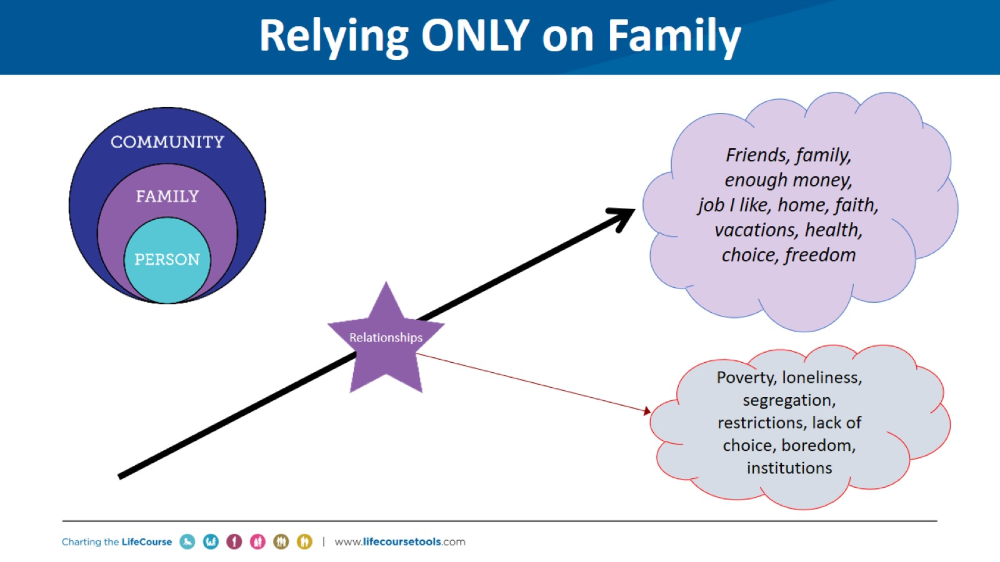 Relying ONLY on Family
COMMUNITY
FAMILY
PERSON
Relationships
Friends, family,
enough money,
job I like, home, faith,
vacations, health,
choice, freedom
Poverty, loneliness,
segregation,
restrictions, lack of
choice, boredom,
institutions
Charting the LifeCourse | www.lifecoursetools.com